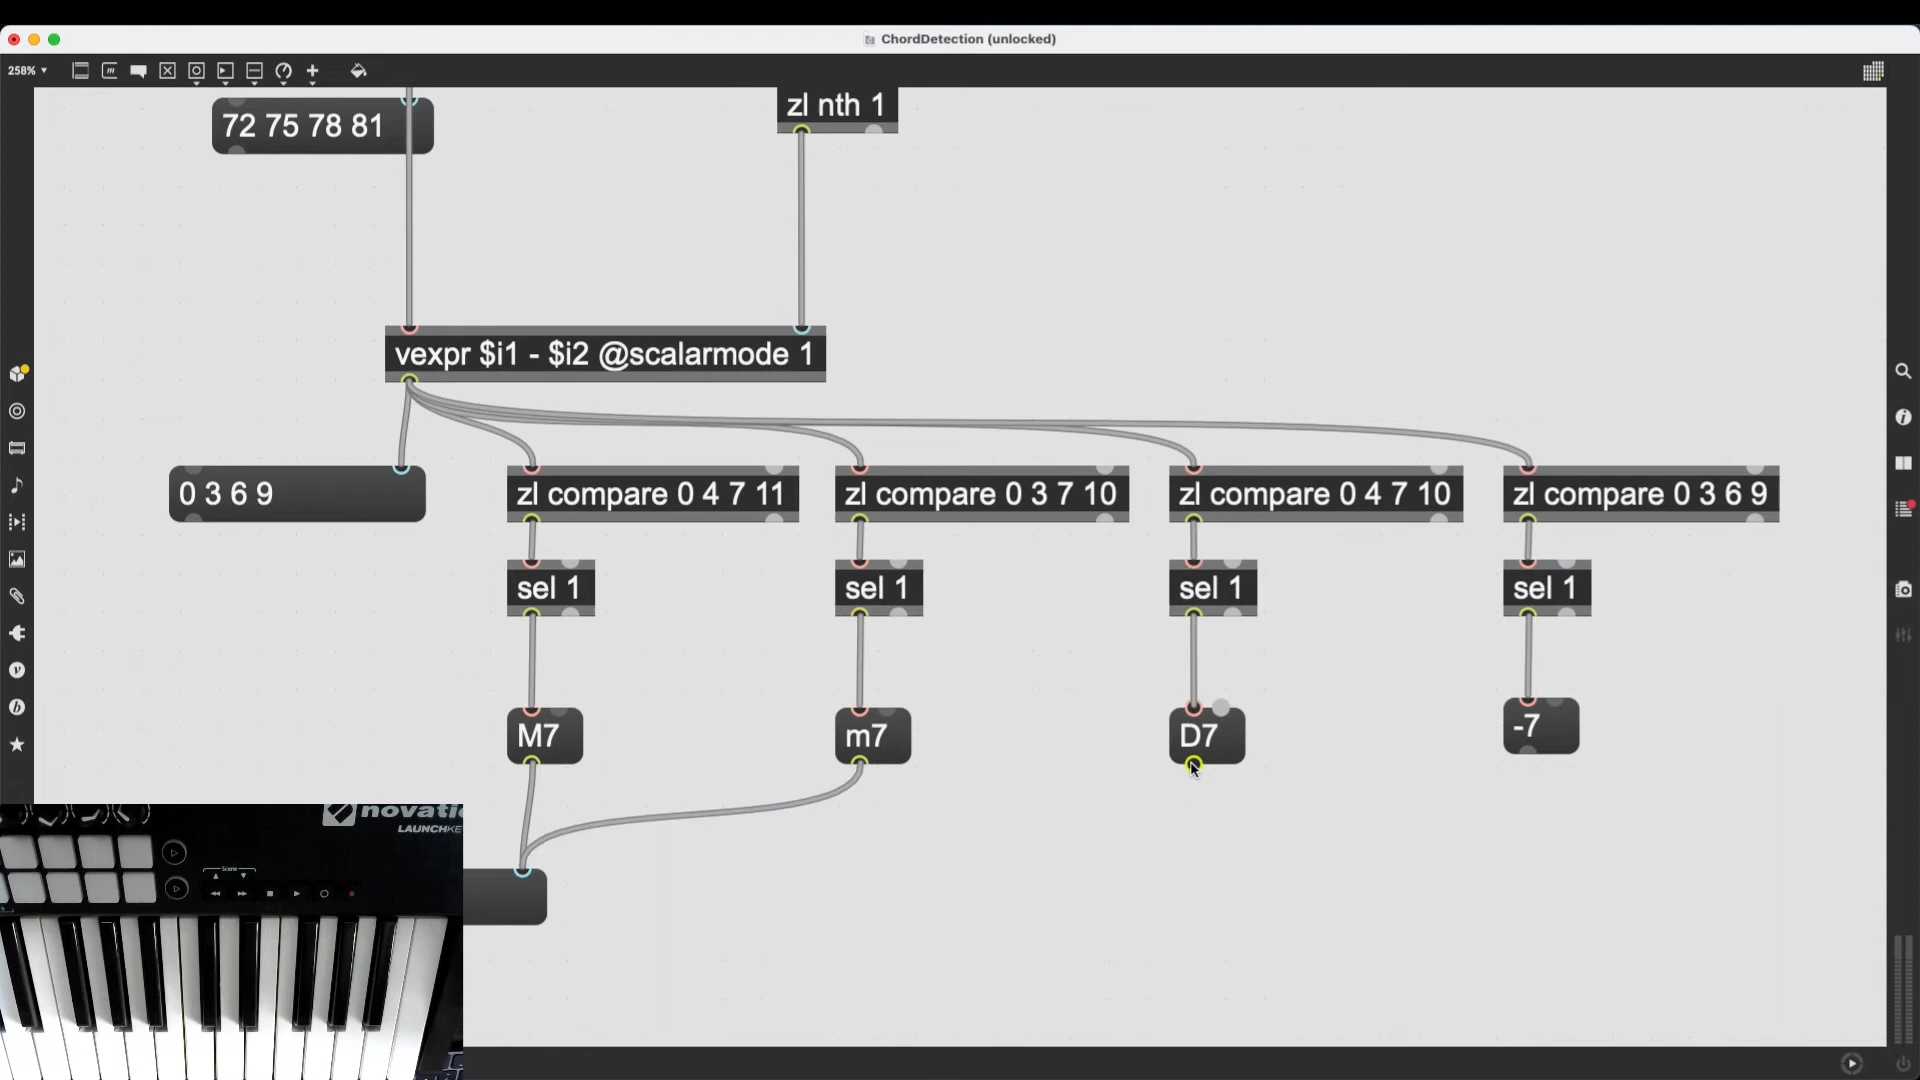 ChordDetection (unlocked)
258%
72 75 78 81
zl nth 1
vexpr $i1 - $i2 @scalarmode 1
0 3 6 9
zl compare 0 4 7 11
zl compare 0 3 7 10
zl compare 0 4 7 10
zl compare 0 3 6 9
sel 1
sel 1
sel 1
sel 1
M7
m7
D7
-7
novati
LAUNCHKE
Scene